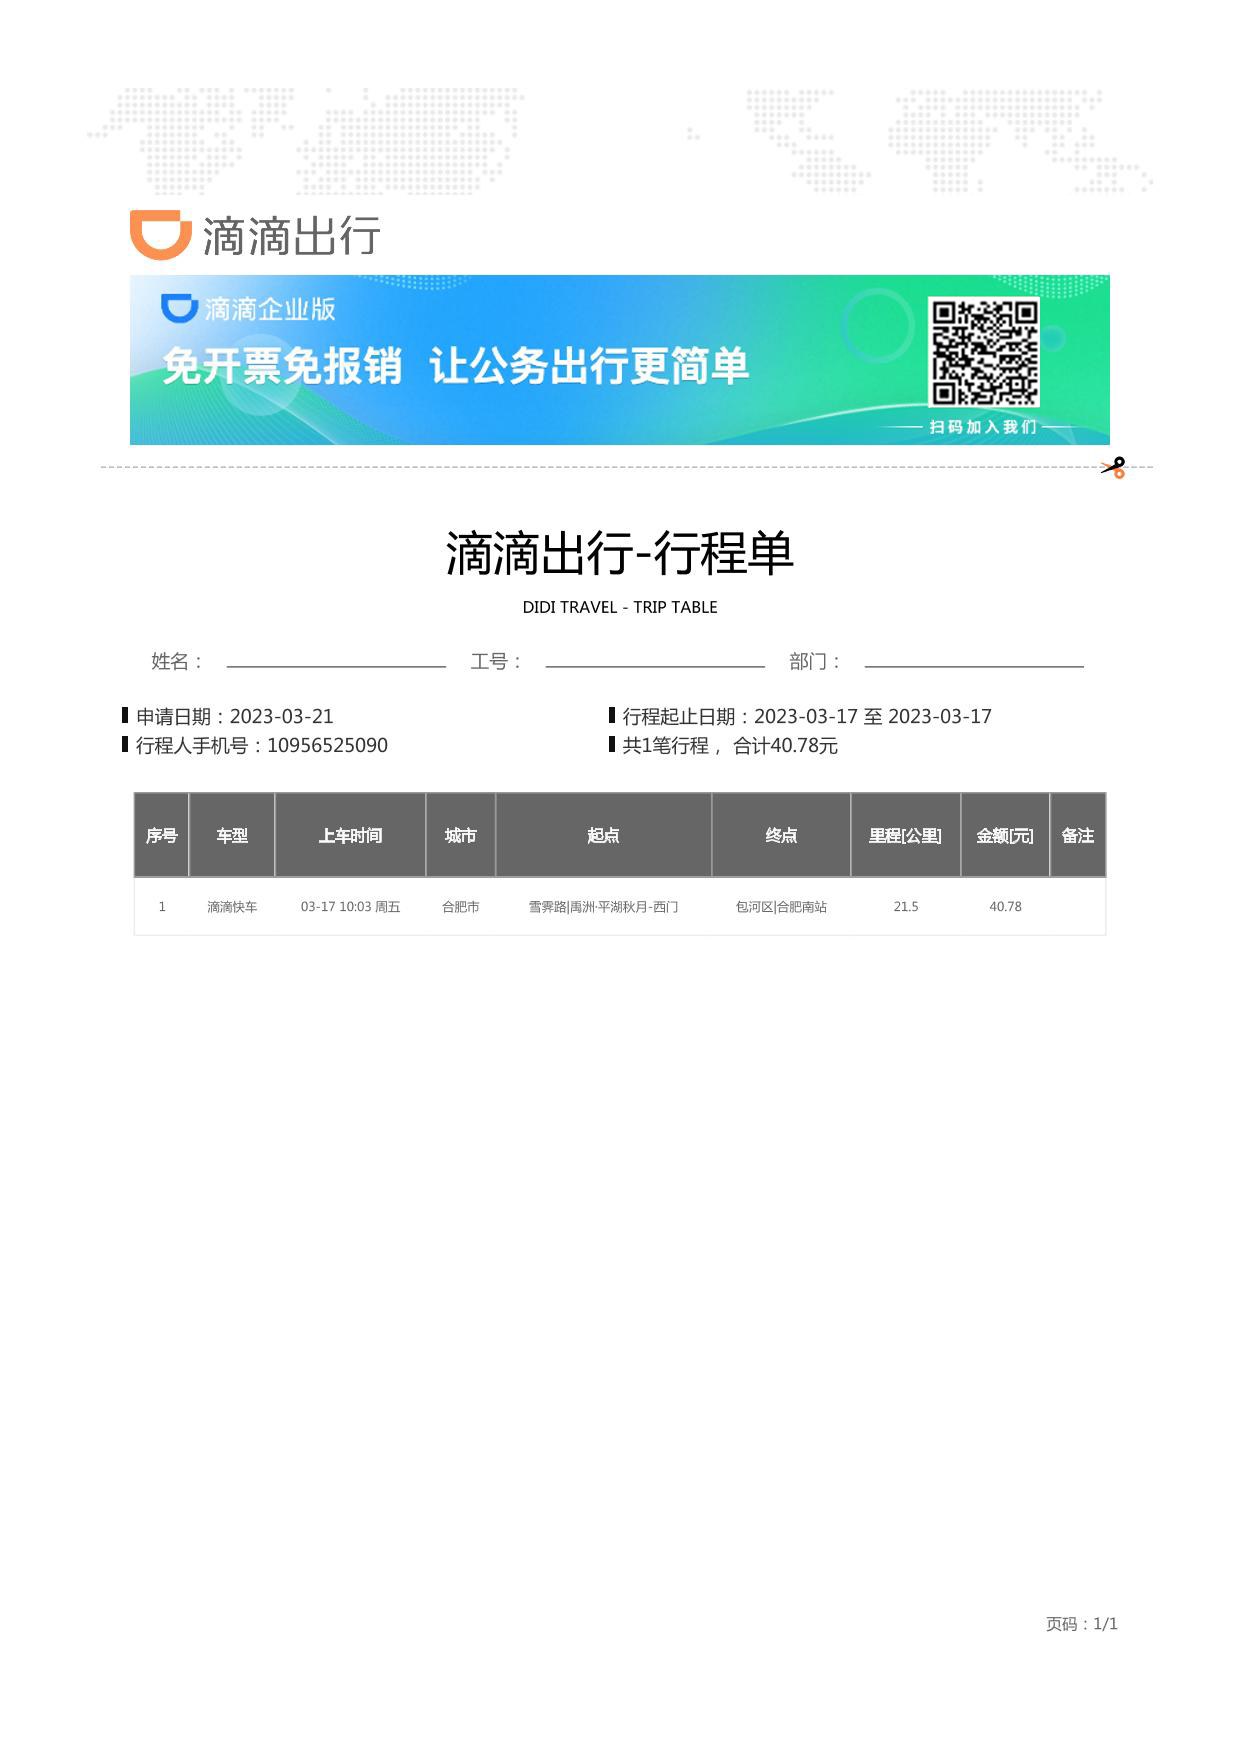 滴滴出行
滴滴企业版
免开票免报销 让公务出行更简单
扫码加入我们
滴滴出行-行程单
DIDI TRAVEL - TRIP TABLE
姓名： 工号： 部门：
申请日期：2023-03-21 行程起止日期：2023-03-17 至 2023-03-17
行程人手机号：10956525090 共1笔行程， 合计40.78元
序号 车型 上车时间 城市 起点 终点 里程[公里] 金额[元] 备注
1 滴滴快车 03-17 10:03 周五 合肥市 雪霁路|禹洲·平湖秋月-西门 包河区|合肥南站 21.5 40.78
页码：1/1